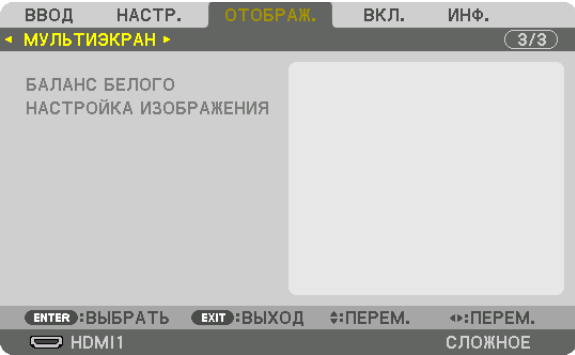 ВВОД НАСТР. ОТОБРАЖ. ВКЛ. ИНФ.
МУЛЬТИЭКРАН 3/3
БАЛАНС БЕЛОГО
НАСТРОЙКА ИЗОБРАЖЕНИЯ
ENTER :ВЫБРАТЬ EXIT :ВЫХОД :ПЕРЕМ. :ПЕРЕМ.
HDMI1 СЛОЖНОЕ